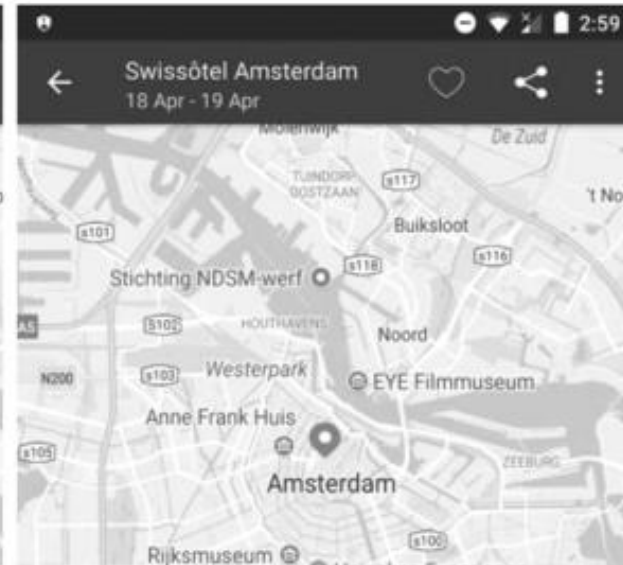 2:59
Swissôtel Amsterdam
18 Apr - 19 Apr
Molenwijk
De Zuid
TUINDORP
OOSTZAAN
s117
't No
Buiksloot
s101
s116
s118
Stichting NDSM-werf
S102
HOUTHAVENS
Noord
N200
s103
Westerpark
EYE Filmmuseum
Anne Frank Huis
s105
ZEEBURG
Amsterdam
s100
Rijksmuseum